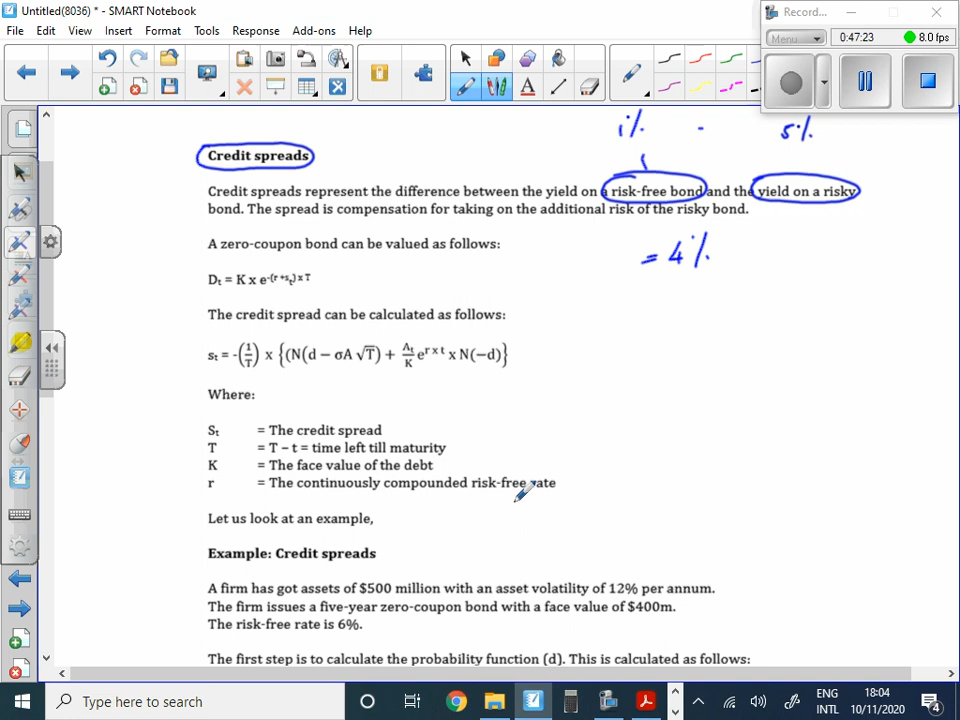 Untitled(8036) * - SMART Notebook
File Edit View Insert Format Tools Response Add-ons Help
Record...
Menu 0:47:23 8.0 fps
1% - 5%
Credit spreads
Credit spreads represent the difference between the yield on a risk-free bond and the yield on a risky
bond. The spread is compensation for taking on the additional risk of the risky bond.
= 4%
A zero-coupon bond can be valued as follows:
Dt = K x e-(r +st) x T
The credit spread can be calculated as follows:
st = -(1/T) x {(N(d − σA √T) + At/K e^r x t x N(−d)}
Where:
St = The credit spread
T = T – t = time left till maturity
K = The face value of the debt
r = The continuously compounded risk-free rate
Let us look at an example,
Example: Credit spreads
A firm has got assets of $500 million with an asset volatility of 12% per annum.
The firm issues a five-year zero-coupon bond with a face value of $400m.
The risk-free rate is 6%.
The first step is to calculate the probability function (d). This is calculated as follows:
Type here to search
ENG
INTL
18:04
10/11/2020
4